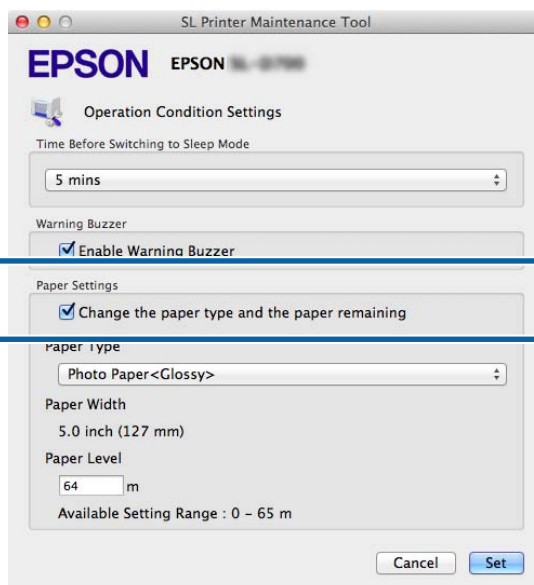 SL Printer Maintenance Tool
EPSON EPSON
Operation Condition Settings
Time Before Switching to Sleep Mode
5 mins
Warning Buzzer
Enable Warning Buzzer
Paper Settings
Change the paper type and the paper remaining
Paper Type
Photo Paper<Glossy>
Paper Width
5.0 inch (127 mm)
Paper Level
64 m
Available Setting Range : 0 – 65 m
Cancel Set